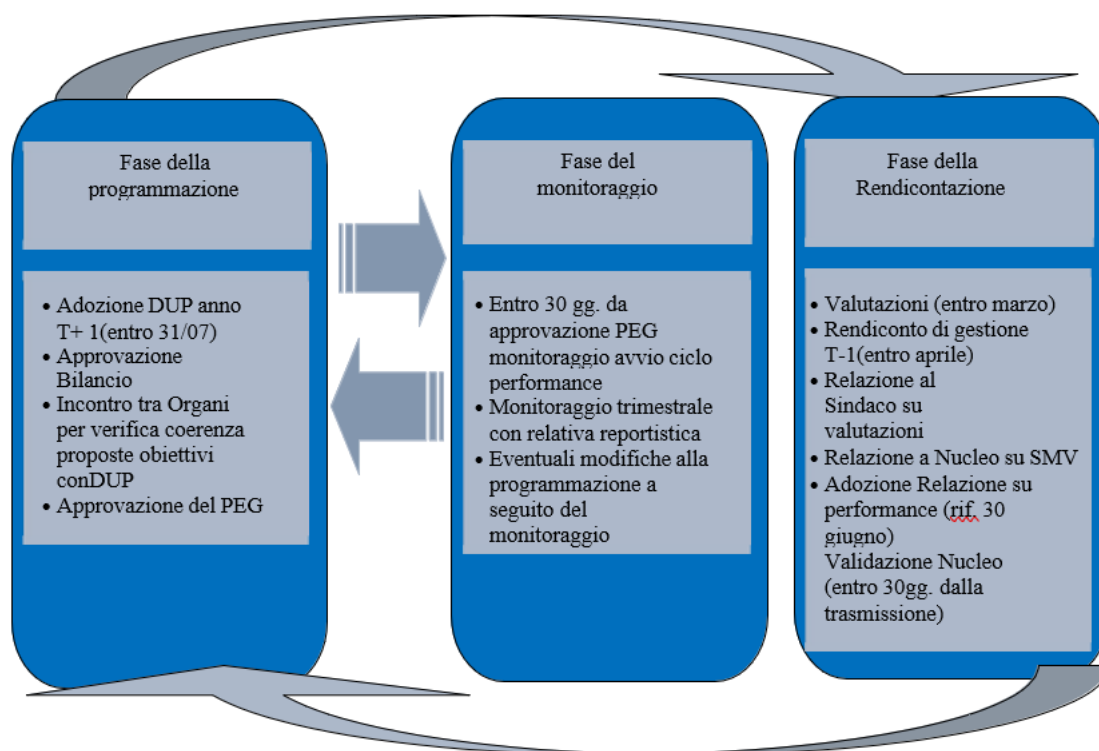 Fase della
programmazione
• Adozione DUP anno
T+ 1(entro 31/07)
• Approvazione
Bilancio
• Incontro tra Organi
per verifica coerenza
proposte obiettivi
conDUP
• Approvazione del PEG
Fase del
monitoraggio
• Entro 30 gg. da
approvazione PEG
monitoraggio avvio ciclo
performance
• Monitoraggio trimestrale
con relativa reportistica
• Eventuali modifiche alla
programmazione a
seguito del
monitoraggio
Fase della
Rendicontazione
• Valutazioni (entro marzo)
• Rendiconto di gestione
T-1(entro aprile)
• Relazione al
Sindaco su
valutazioni
• Relazione a Nucleo su SMV
• Adozione Relazione su
performance (rif. 30
giugno)
Validazione Nucleo
(entro 30gg. dalla
trasmissione)